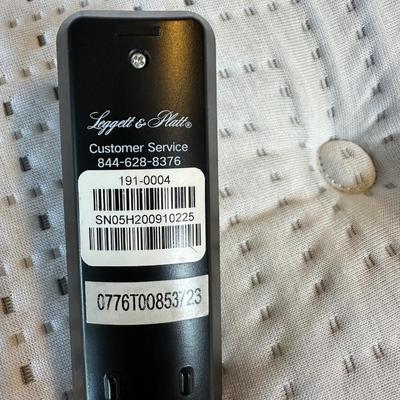 Leggett & Platt®
Customer Service
844-628-8376
191-0004
SN05H200910225
0776T00853723